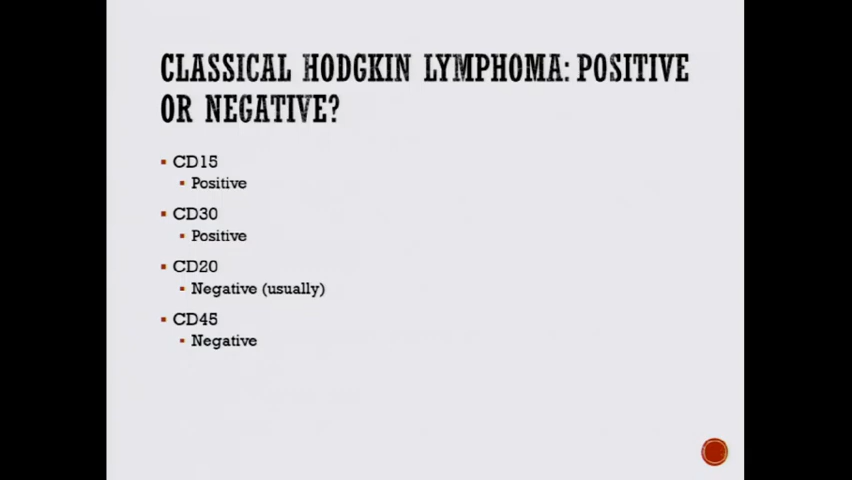 CLASSICAL HODGKIN LYMPHOMA: POSITIVE
OR NEGATIVE?
CD15
Positive
CD30
Positive
CD20
Negative (usually)
CD45
Negative